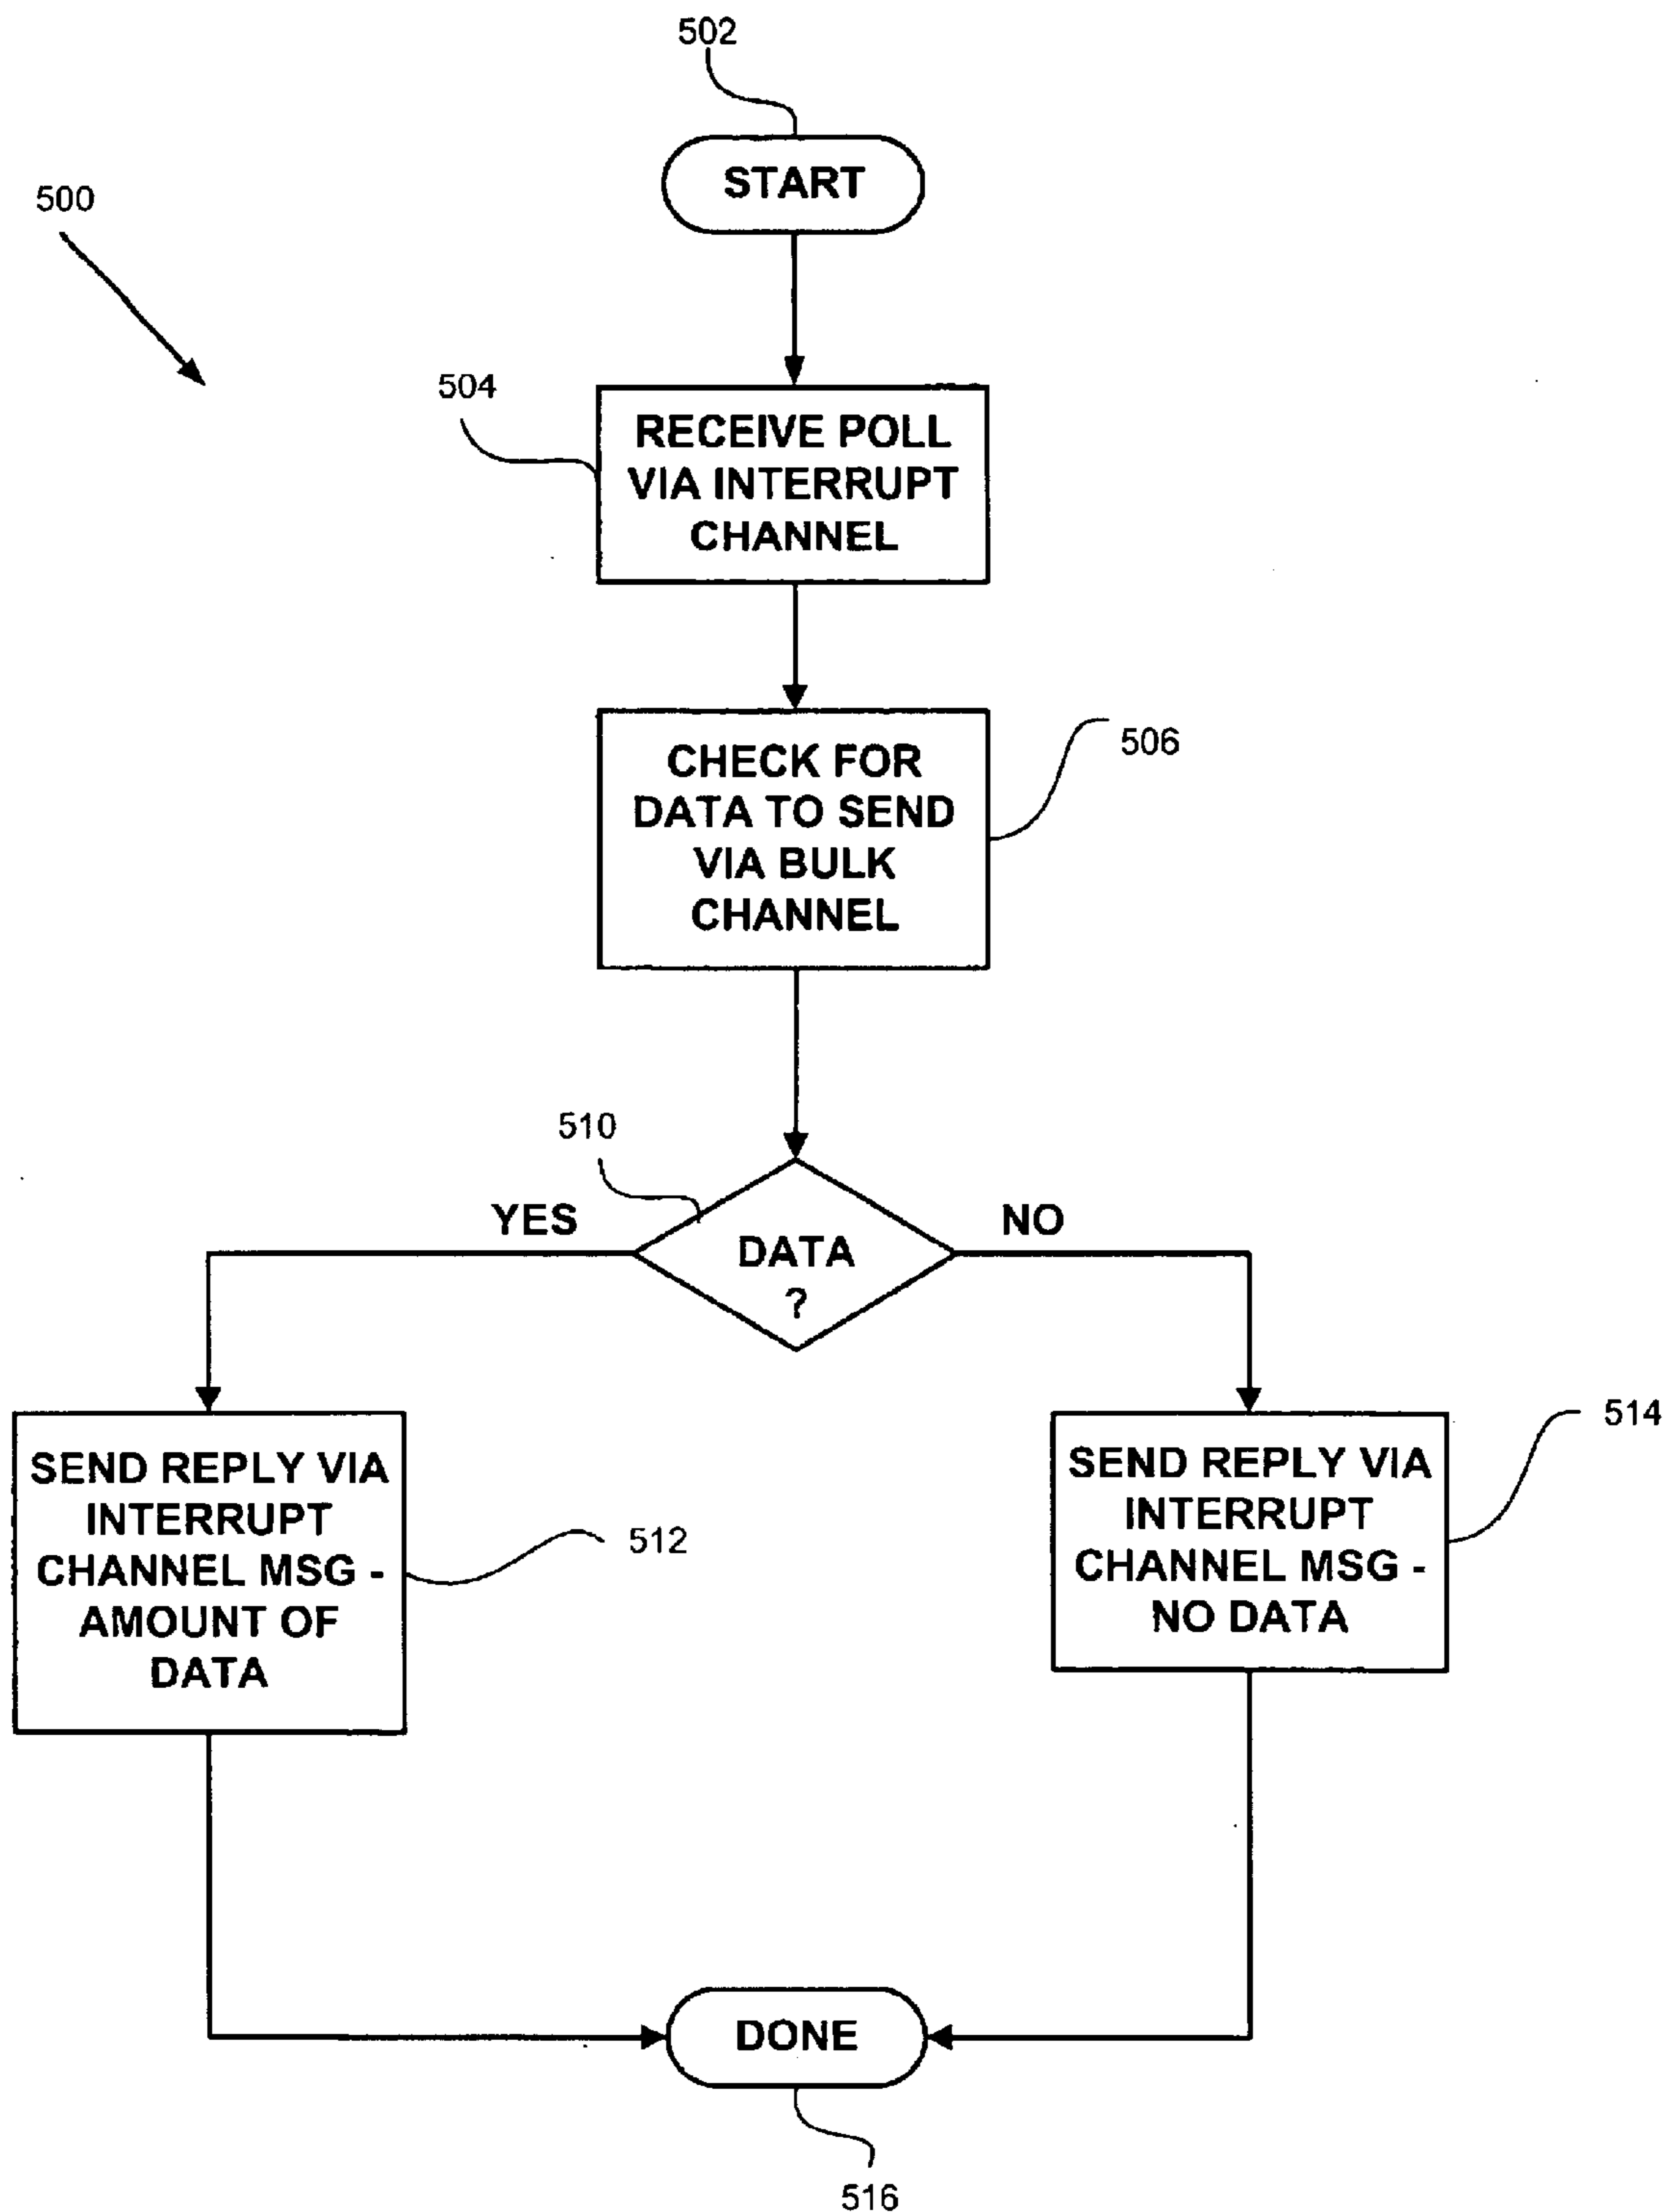 502
START
500
504
RECEIVE POLL
VIA INTERRUPT
CHANNEL
506
CHECK FOR
DATA TO SEND
VIA BULK
CHANNEL
510
YES
NO
DATA
?
514
SEND REPLY VIA
INTERRUPT
CHANNEL MSG -
AMOUNT OF
DATA
512
SEND REPLY VIA
INTERRUPT
CHANNEL MSG -
NO DATA
DONE
516